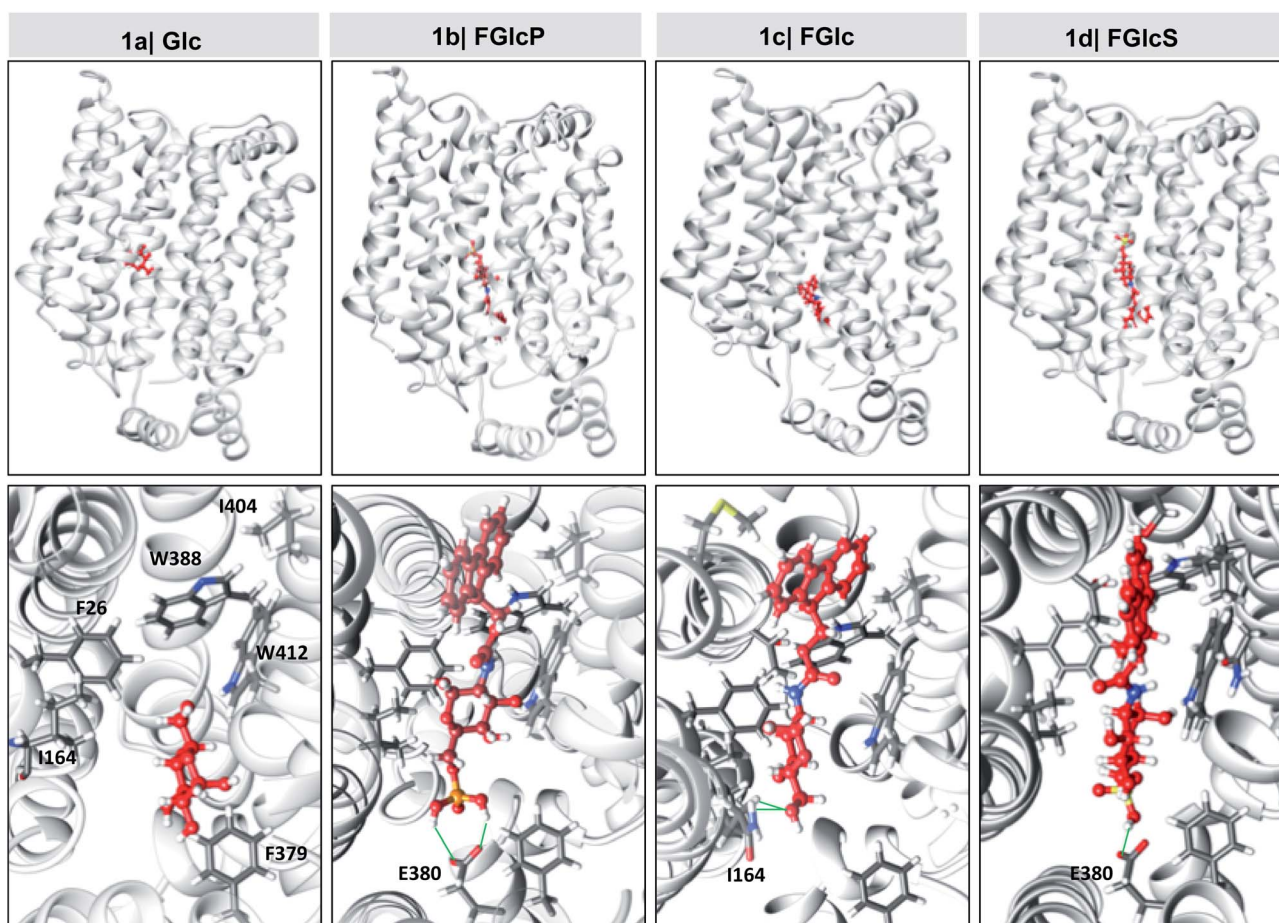 1a| Glc
1b| FGlcP
1c| FGlc
1d| FGlcS
I404
W388
F26
W412
I164
F379
E380
I164
E380